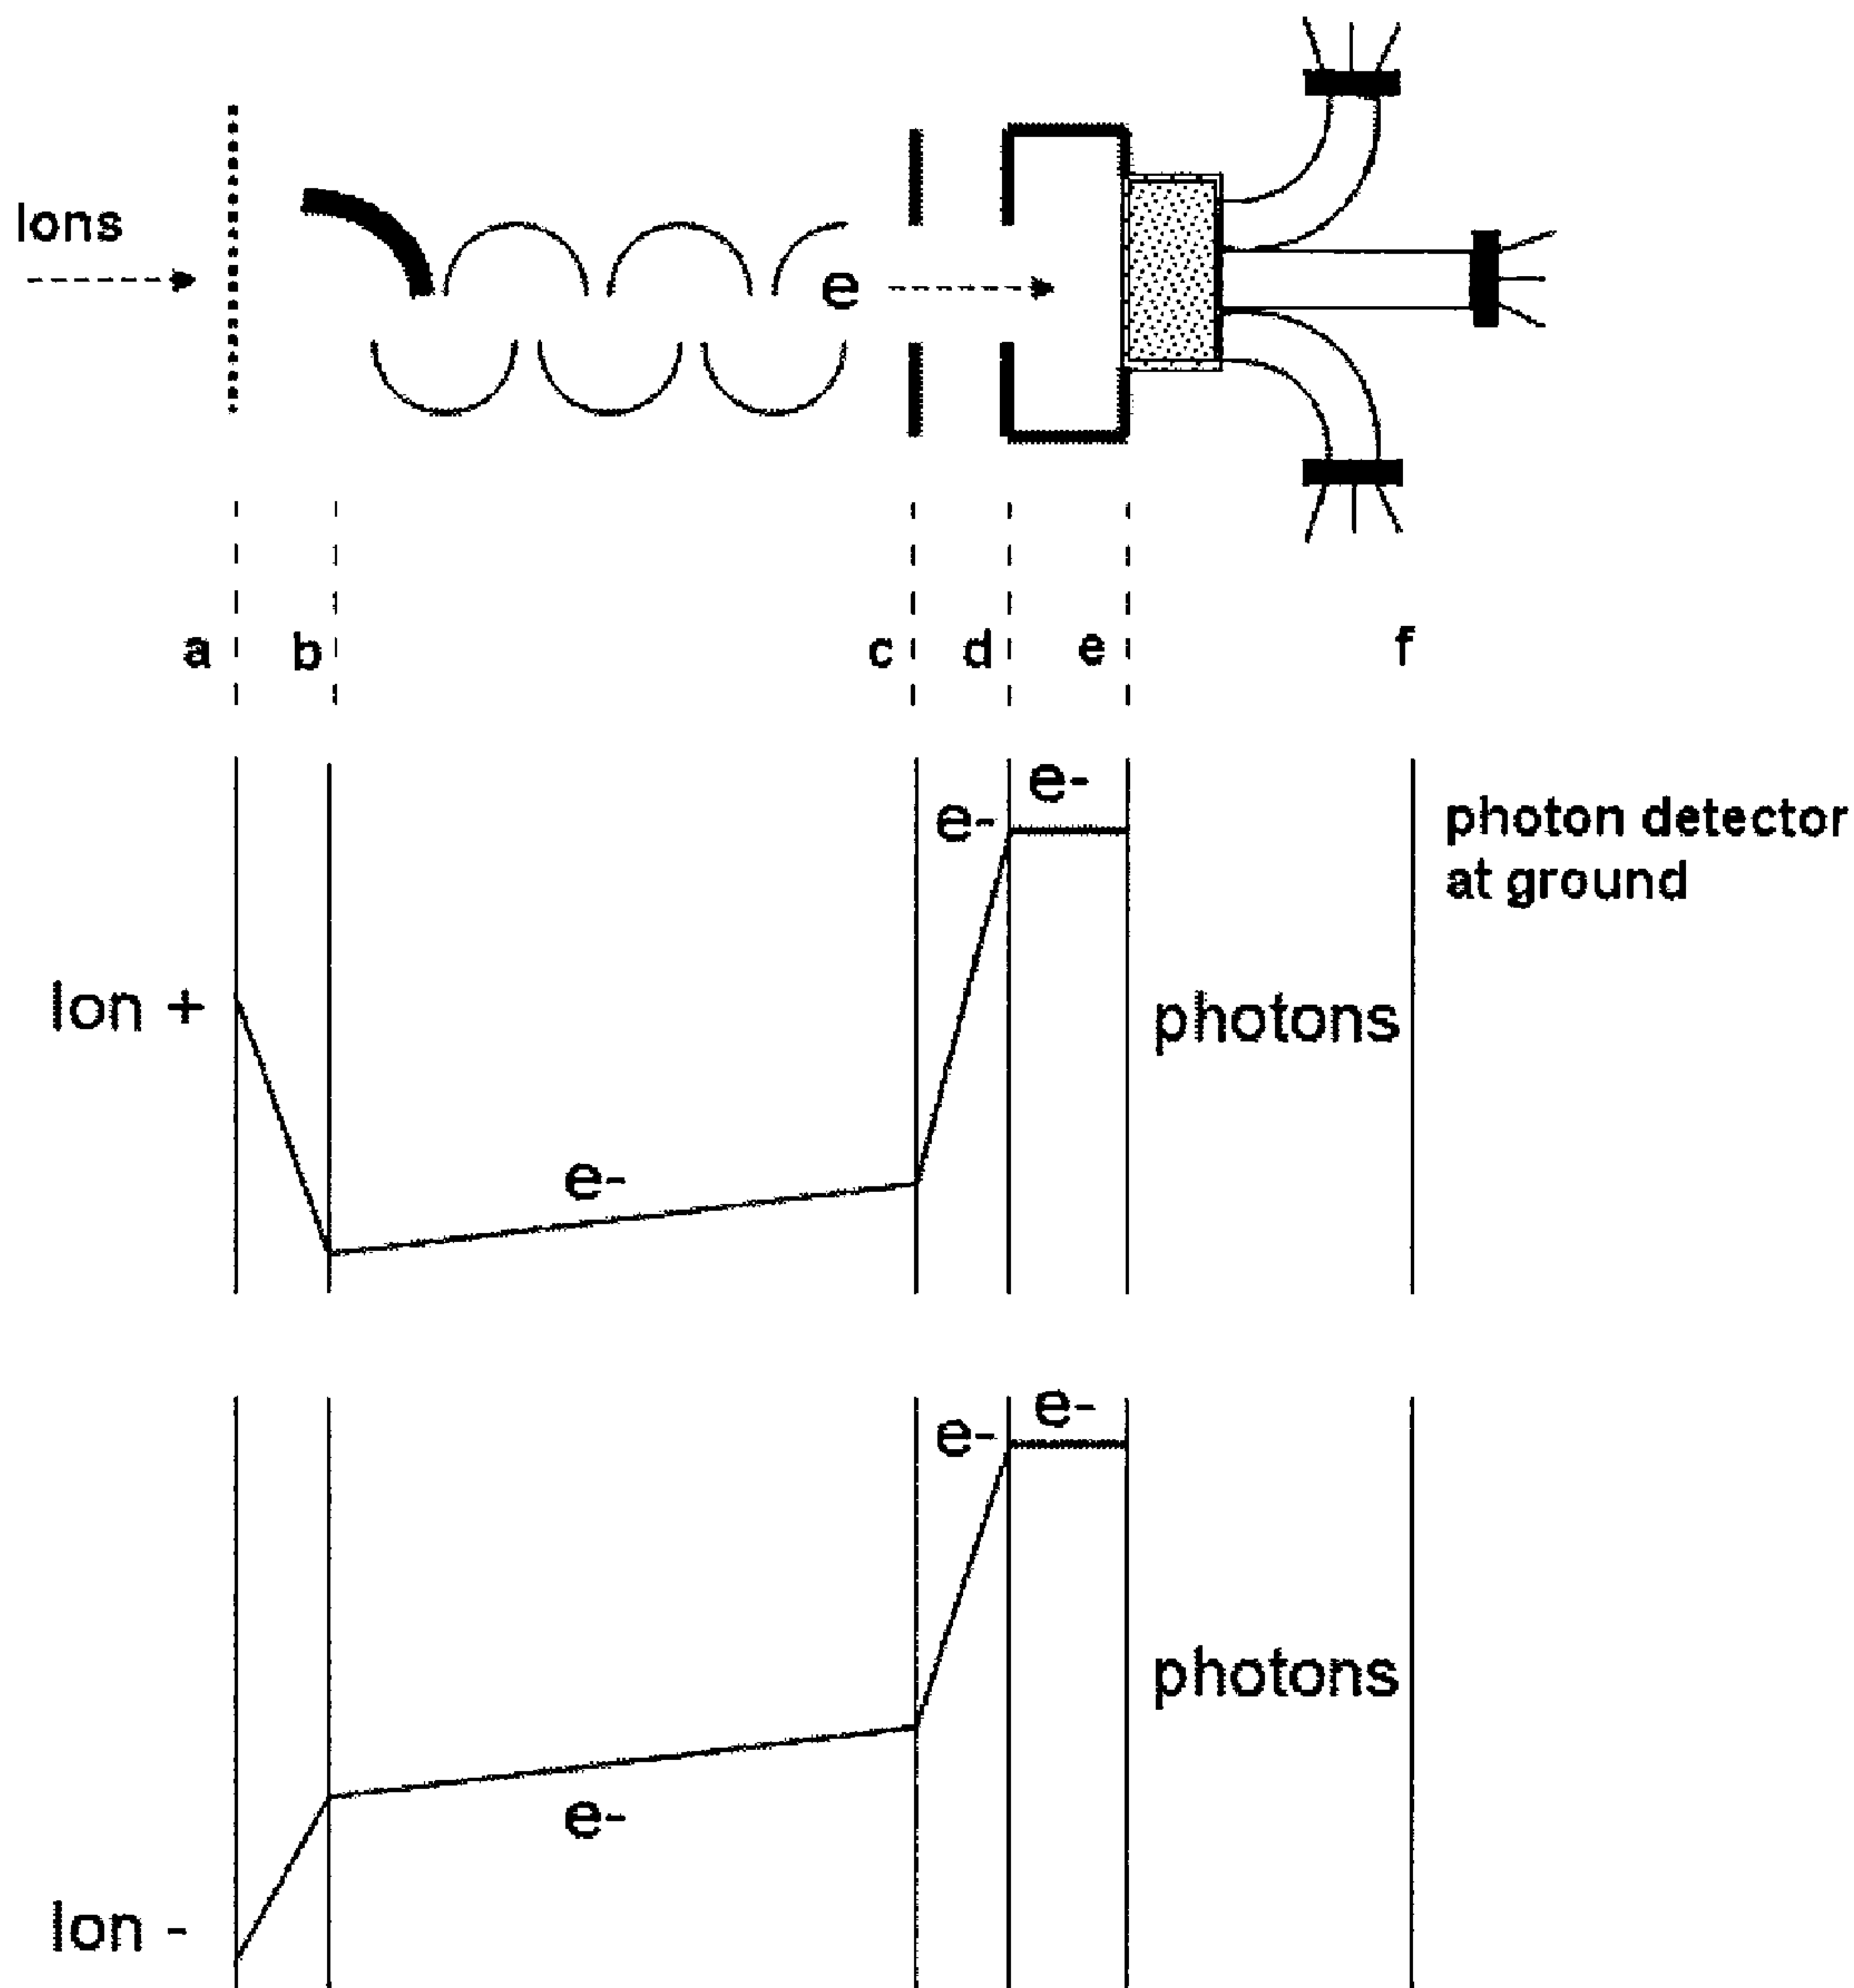 Ions
e
a b c d e f
e-
e-
photon detector
at ground
Ion +
photons
e-
e-
e-
photons
e-
Ion -